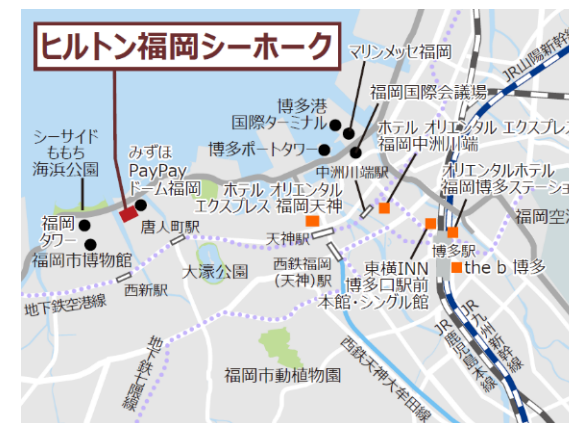 ヒルトン福岡シーホーク
マリンメッセ福岡
福岡国際会議場
JR山陽新幹線
博多港
国際ターミナル
博多ポートタワー
ホテル オリエンタル エクスプレス
福岡中洲川端
中洲川端駅
オリエンタルホテル
福岡博多ステーショ
シーサイド
ももち
海浜公園
みずほ
PayPay
ドーム福岡
ホテル オリエンタル
エクスプレス 福岡天神
福岡
タワー
福岡市博物館
唐人町駅
天神駅
博多駅
福岡空
西新駅
大濠公園
西鉄福岡
(天神)駅
東横INN
博多口駅前
本館・シングル館
the b 博多
地下鉄空港線
地下鉄七隈線
福岡市動植物園
西鉄天神大牟田線
JR鹿児島本線
JR九州新幹線